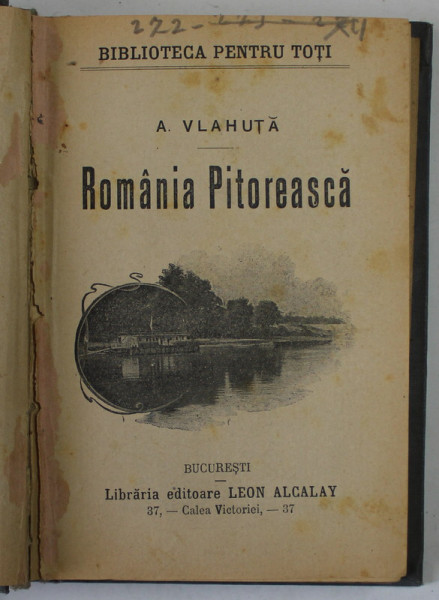 BIBLIOTECA PENTRU TOȚI
A. VLAHUȚĂ
România Pitorească
BUCUREȘTI
Librăria editoare LEON ALCALAY
37, — Calea Victoriei, — 37